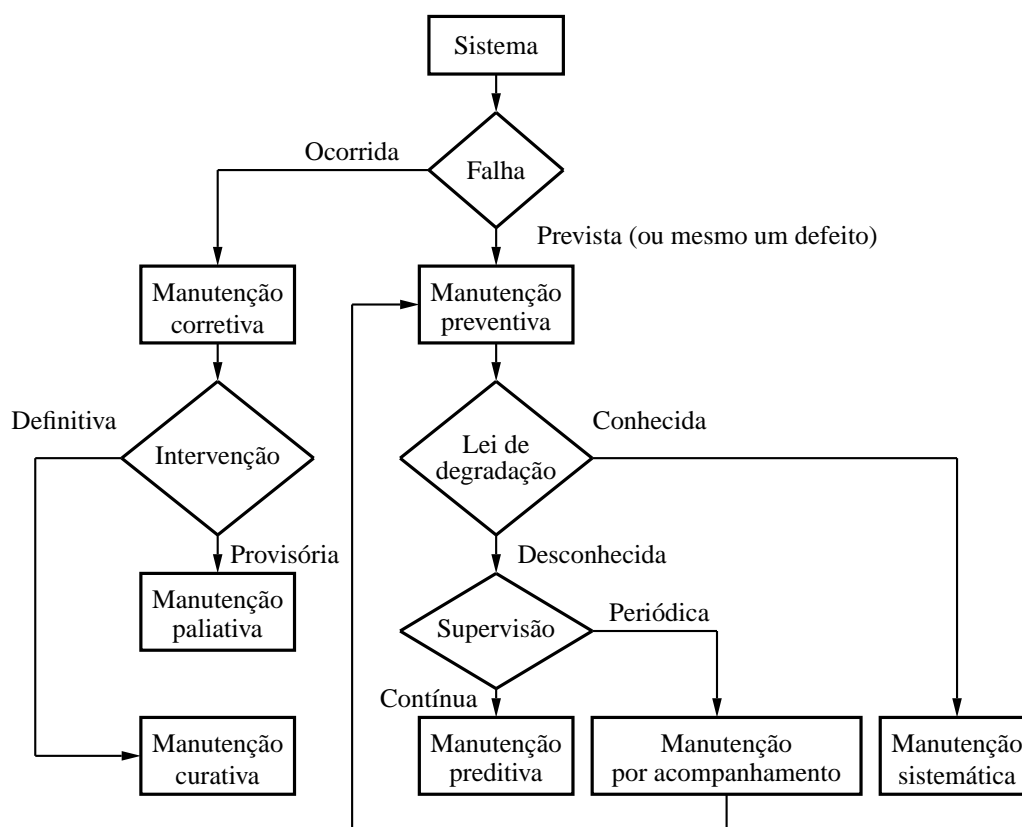 Sistema
Ocorrida
Falha
Prevista (ou mesmo um defeito)
Manutenção
corretiva
Manutenção
preventiva
Definitiva
Intervenção
Provisória
Manutenção
paliativa
Manutenção
curativa
Lei de
degradação
Conhecida
Desconhecida
Supervisão
Periódica
Contínua
Manutenção
preditiva
Manutenção
por acompanhamento
Manutenção
sistemática